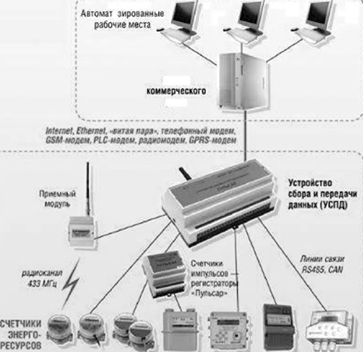 Автомат зированные
рабочие места
коммерческого
Internet, Ethernet, «витая пара», телефонный модем,
GSM-модем, PLC-модем, радиомодем, GPRS-модем
Приемный
модуль
Устройство
сбора и передачи
данных (УСПД)
радиоканал
433 МГц
Счетчики
импульсов
регистраторы
«Пульсар»
Линии связи
RS485, CAN
СЧЕТЧИКИ
ЭНЕРГО-
РЕСУРСОВ